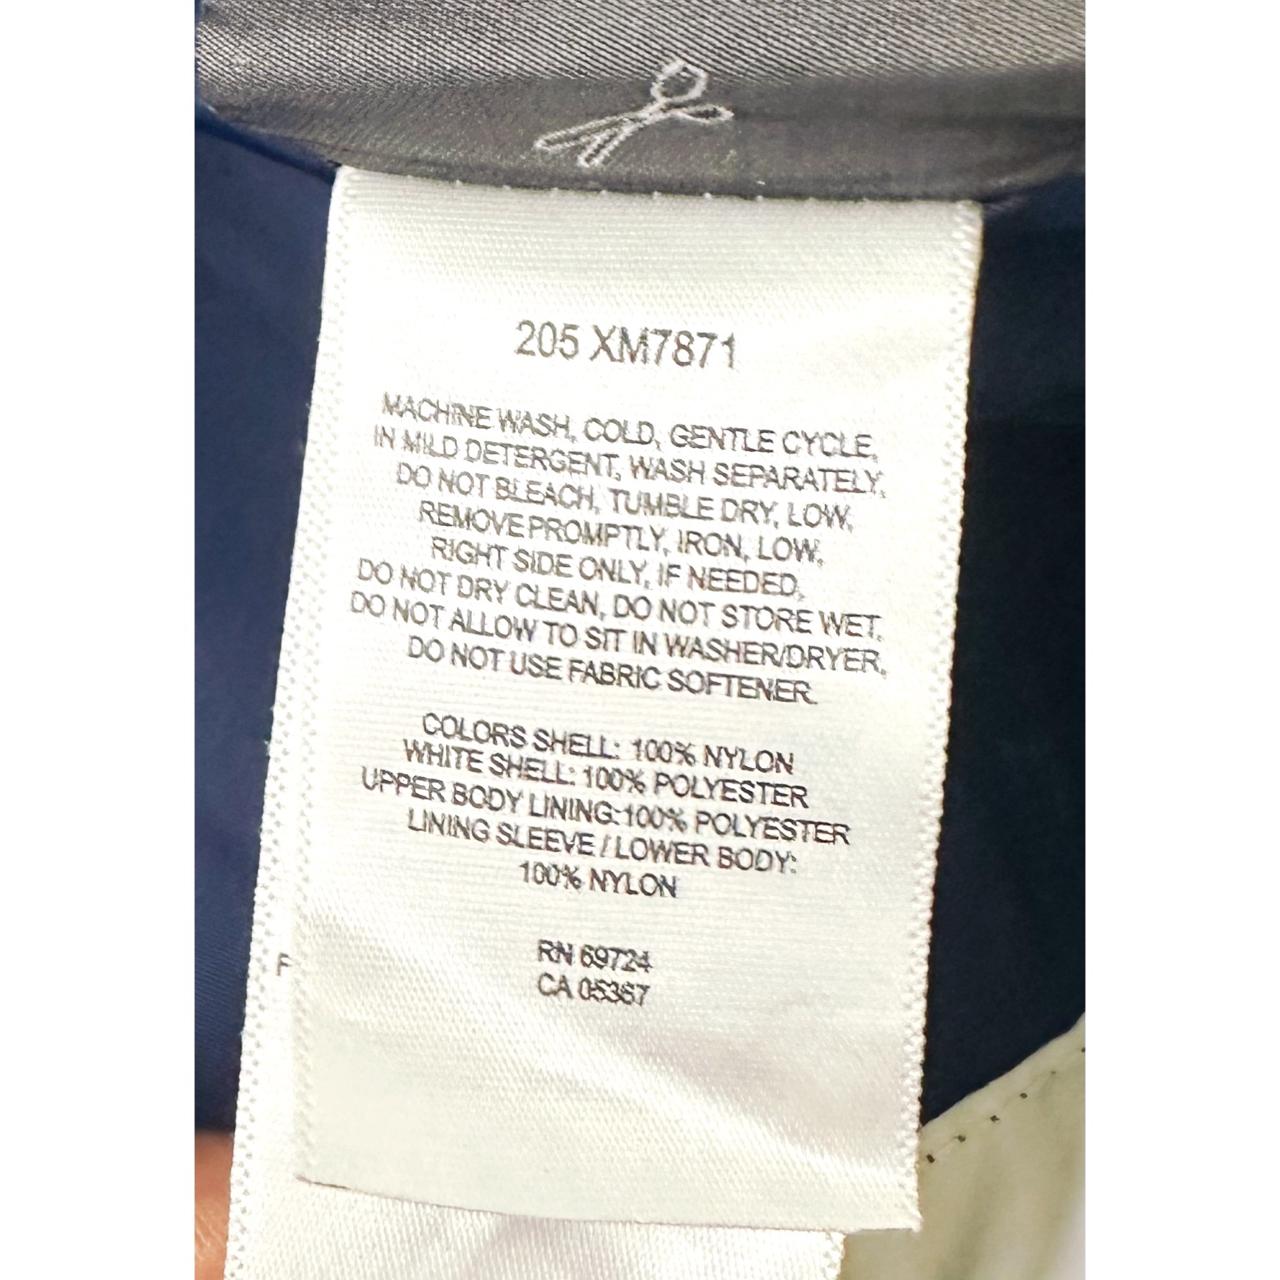 205 XM7871
MACHINE WASH, COLD, GENTLE CYCLE,
IN MILD DETERGENT, WASH SEPARATELY,
DO NOT BLEACH, TUMBLE DRY, LOW,
REMOVE PROMPTLY, IRON, LOW,
RIGHT SIDE ONLY, IF NEEDED,
DO NOT DRY CLEAN, DO NOT STORE WET,
DO NOT ALLOW TO SIT IN WASHER/DRYER,
DO NOT USE FABRIC SOFTENER.
COLORS SHELL: 100% NYLON
WHITE SHELL: 100% POLYESTER
UPPER BODY LINING:100% POLYESTER
LINING SLEEVE / LOWER BODY:
100% NYLON
RN 69724
CA 05367
F